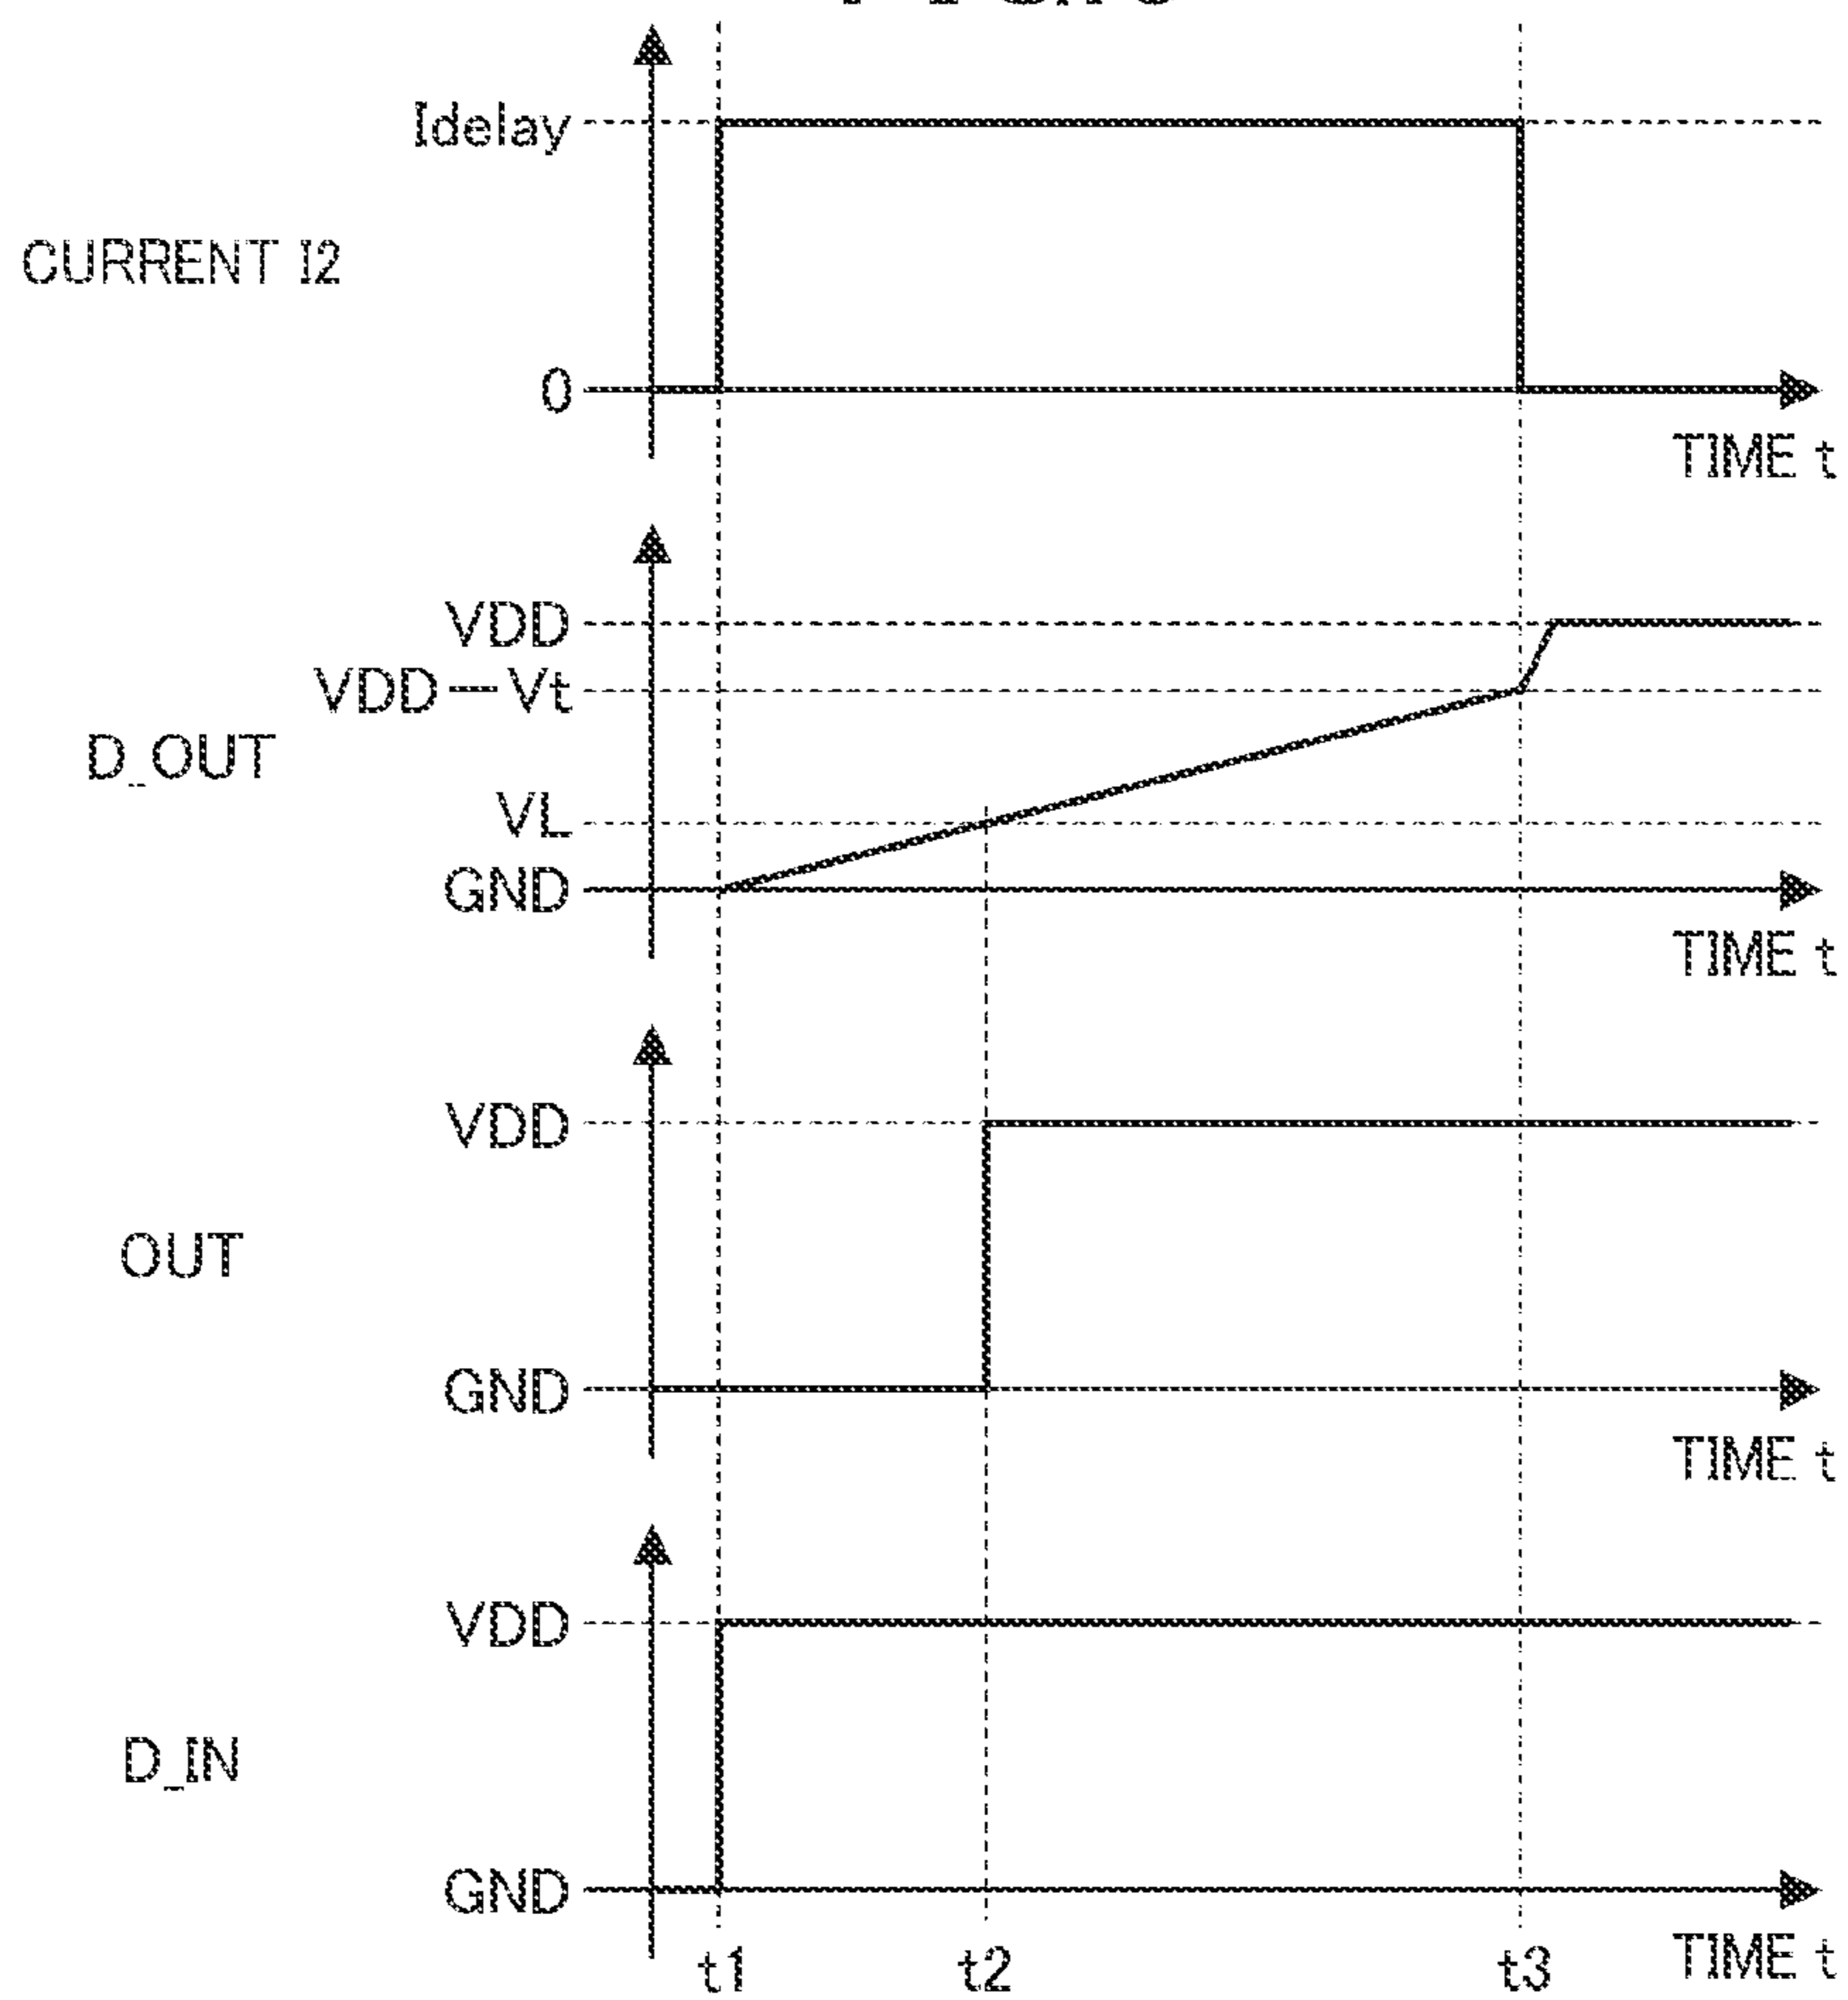 Idelay
CURRENT I2
0
TIME t
VDD
VDD－Vt
D_OUT
VL
GND
TIME t
VDD
OUT
GND
TIME t
VDD
D_IN
GND
t1 t2 t3 TIME t